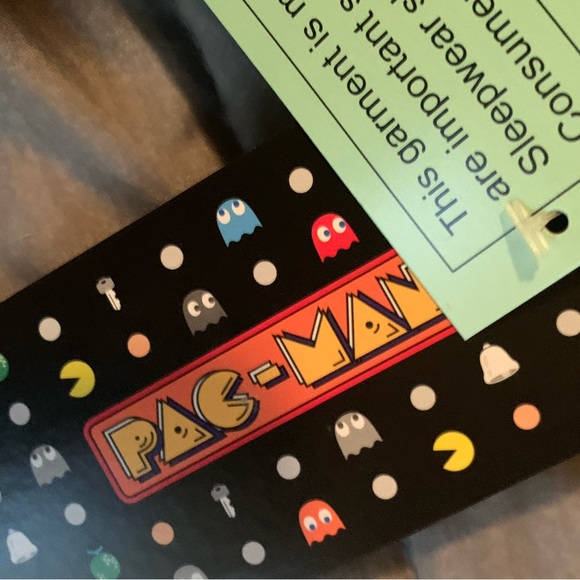 This garment is
are important
Sleepwear
Consume
PAC-MAN